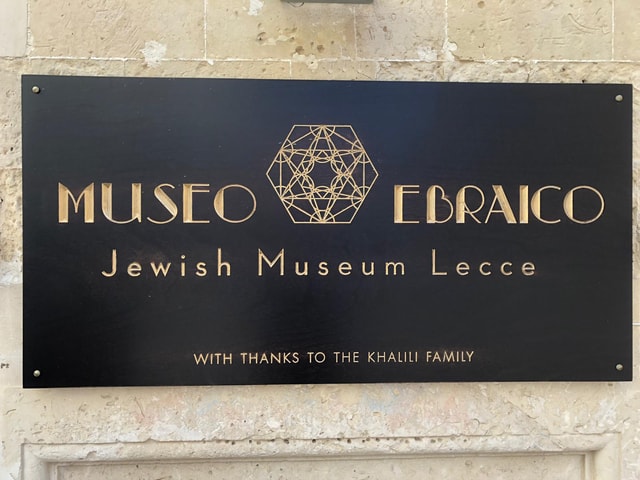 MUSEO EBRAICO
Jewish Museum Lecce
WITH THANKS TO THE KHALILI FAMILY